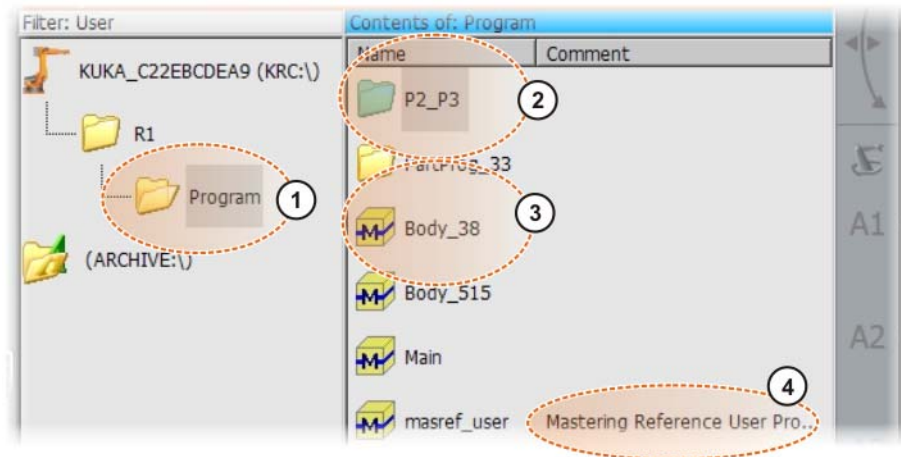 Filter: User
KUKA_C22EBCDEA9 (KRC:\)
R1
Program
1
(ARCHIVE:\)
Contents of: Program
Name Comment
P2_P3
2
PartProg_33
Body_38
3
Body_515
Main
4
masref_user Mastering Reference User Pro...
A1
A2